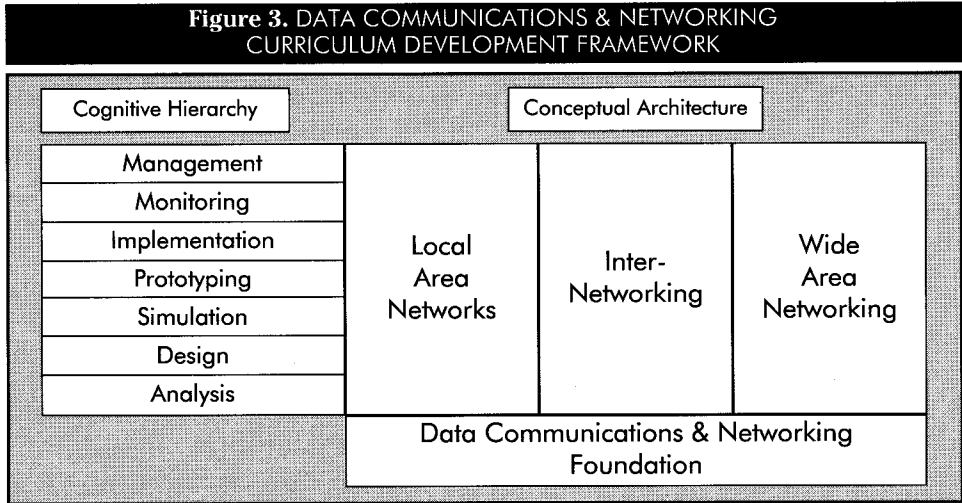 Figure 3. DATA COMMUNICATIONS & NETWORKING
CURRICULUM DEVELOPMENT FRAMEWORK
Cognitive Hierarchy
Conceptual Architecture
Management
Monitoring
Implementation
Prototyping
Simulation
Design
Analysis
Local
Area
Networks
Inter-
Networking
Wide
Area
Networking
Data Communications & Networking
Foundation